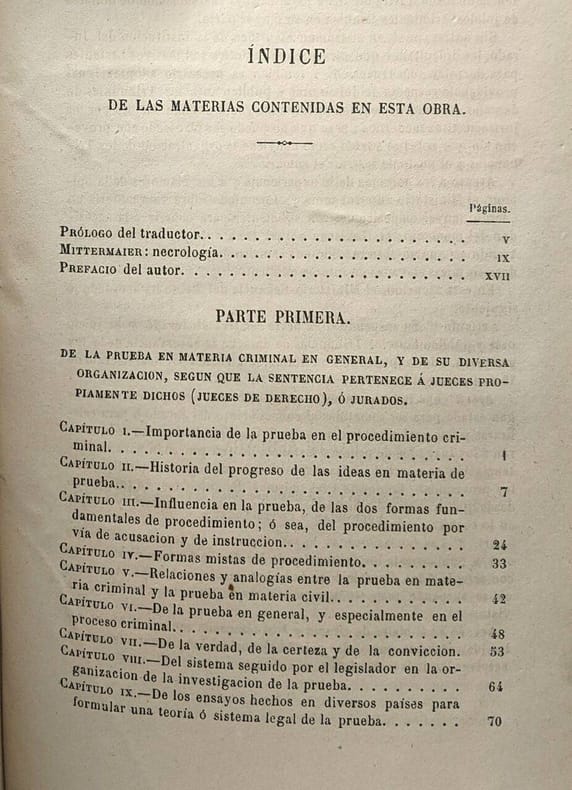 ÍNDICE
DE LAS MATERIAS CONTENIDAS EN ESTA OBRA.
Páginas.
PRÓLOGO del traductor. . . . . . . . . . . . . . . . . . . V
MITTERMAIER: necrología. . . . . . . . . . . . . . . . . . IX
PREFACIO del autor. . . . . . . . . . . . . . . . . . . . XVII
PARTE PRIMERA.
DE LA PRUEBA EN MATERIA CRIMINAL EN GENERAL, Y DE SU DIVERSA
ORGANIZACION, SEGUN QUE LA SENTENCIA PERTENECE Á JUECES PRO-
PIAMENTE DICHOS (JUECES DE DERECHO), Ó JURADOS.
CAPÍTULO I.—Importancia de la prueba en el procedimiento cri-
minal. . . . . . . . . . . . . . . . . . . . . . . . . 1
CAPÍTULO II.—Historia del progreso de las ideas en materia de
prueba.. . . . . . . . . . . . . . . . . . . . . . . . 7
CAPÍTULO III.—Influencia en la prueba, de las dos formas fun-
damentales de procedimiento; ó sea, del procedimiento por
vía de acusacion y de instruccion.. . . . . . . . . . . . 24
CAPÍTULO IV.—Formas mistas de procedimiento. . . . . . . . 33
CAPÍTULO V.—Relaciones y analogías entre la prueba en mate-
ria criminal y la prueba en materia civil.. . . . . . . . . 42
CAPÍTULO VI.—De la prueba en general, y especialmente en el
proceso criminal.. . . . . . . . . . . . . . . . . . . . 48
CAPÍTULO VII.—De la verdad, de la certeza y de la conviccion. 53
CAPÍTULO VIII.—Del sistema seguido por el legislador en la or-
ganizacion de la investigacion de la prueba. . . . . . . . . 64
CAPÍTULO IX.—De los ensayos hechos en diversos países para
formular una teoría ó sistema legal de la prueba. . . . . . . 70